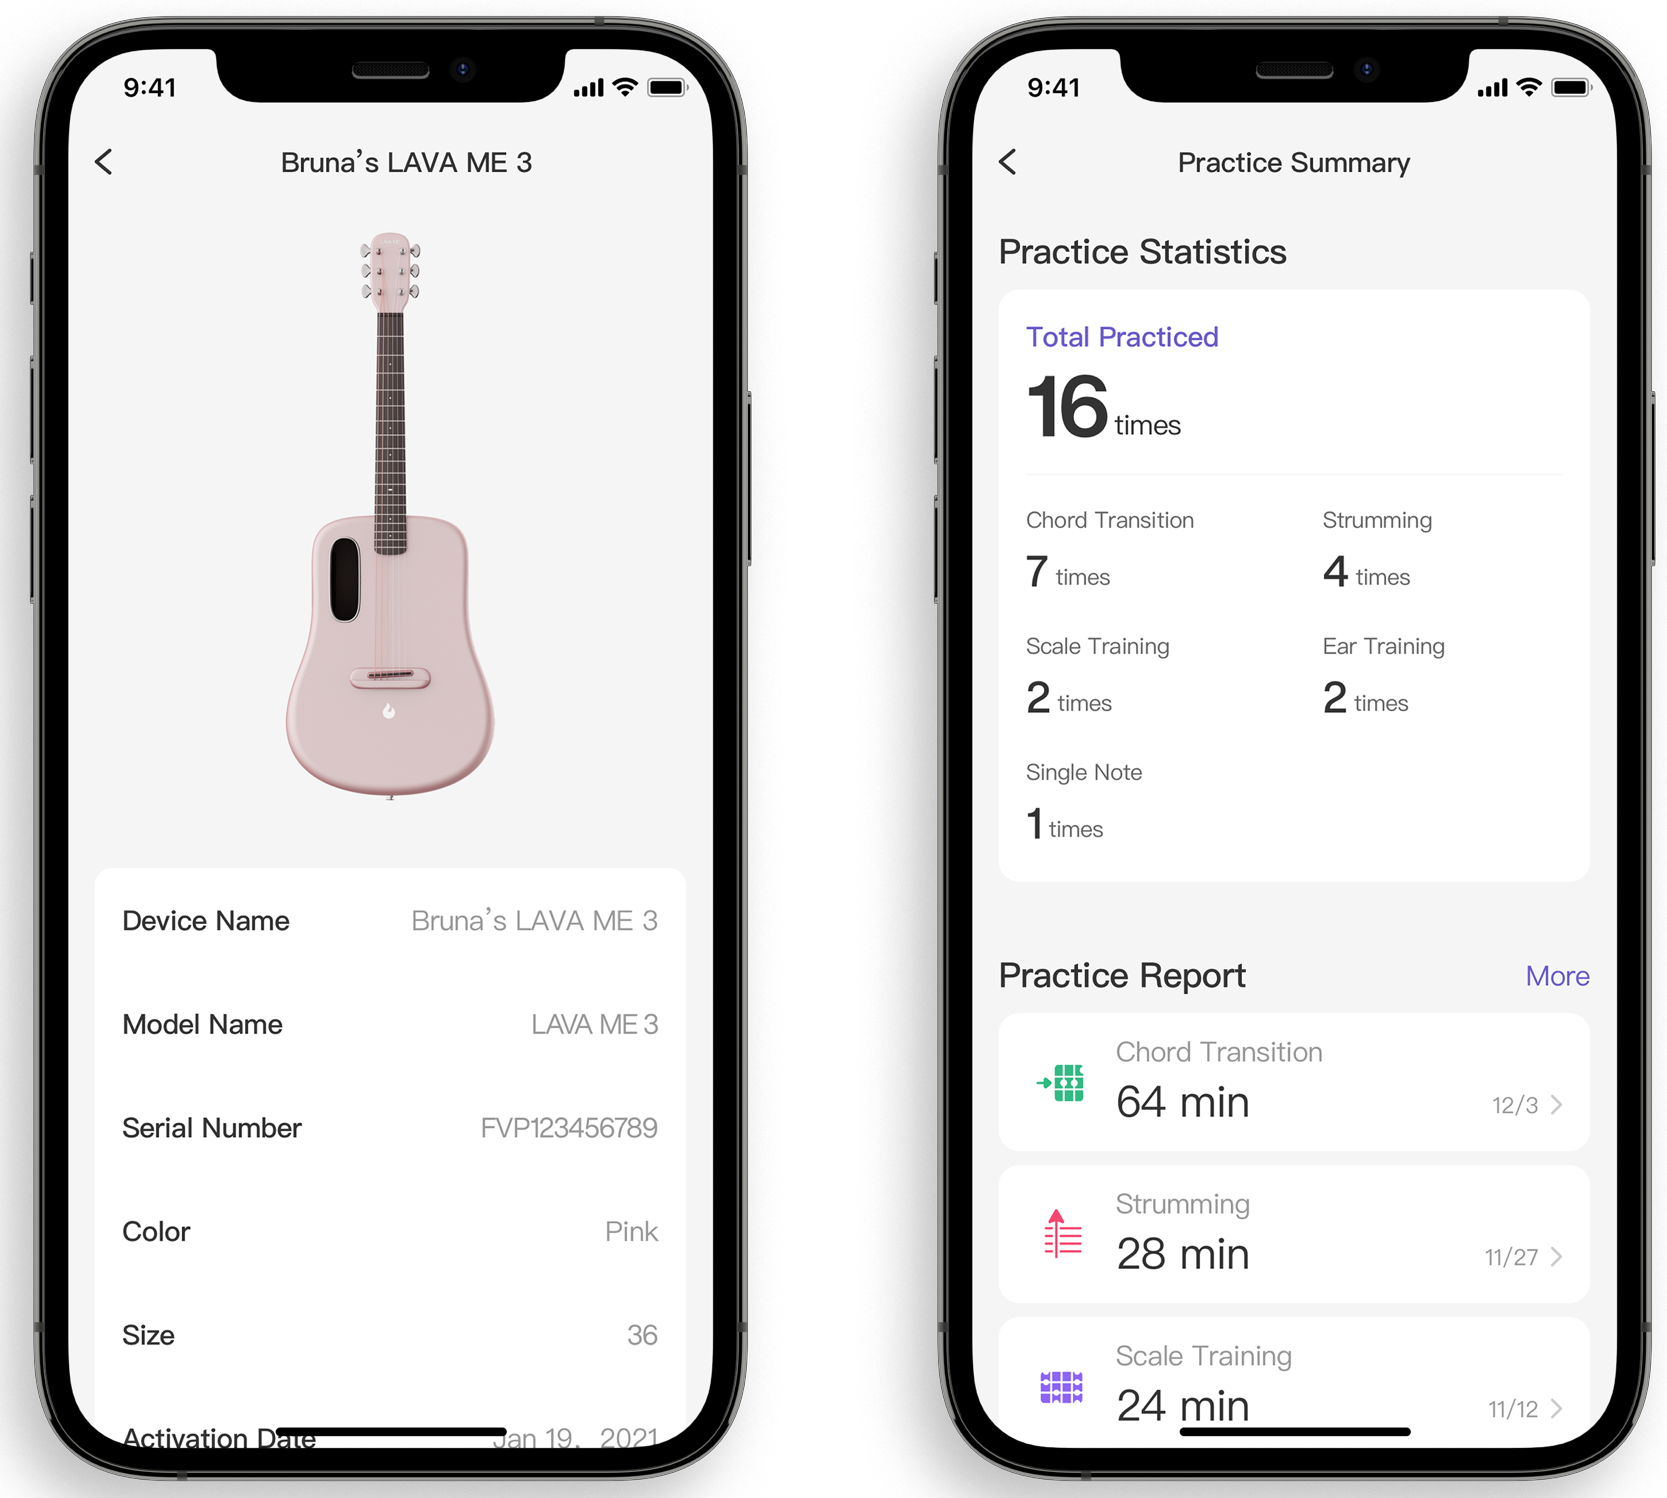 9:41
Bruna’s LAVA ME 3
Device Name Bruna’s LAVA ME 3
Model Name LAVA ME 3
Serial Number FVP123456789
Color Pink
Size 36
Activation Date Jan 19, 2021
9:41
Practice Summary
Practice Statistics
Total Practiced
16 times
Chord Transition Strumming
7 times 4 times
Scale Training Ear Training
2 times 2 times
Single Note
1 times
Practice Report More
Chord Transition
64 min 12/3
Strumming
28 min 11/27
Scale Training
24 min 11/12